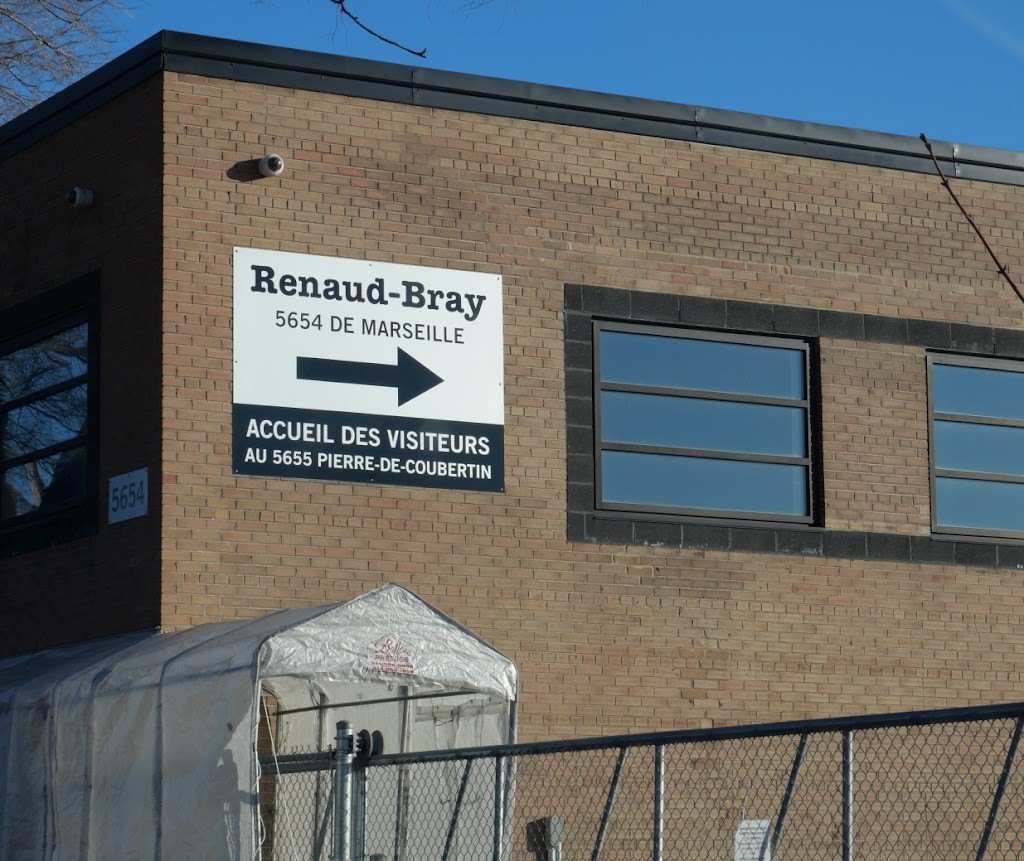 Renaud-Bray
5654 DE MARSEILLE
ACCUEIL DES VISITEURS
AU 5655 PIERRE-DE-COUBERTIN
5654